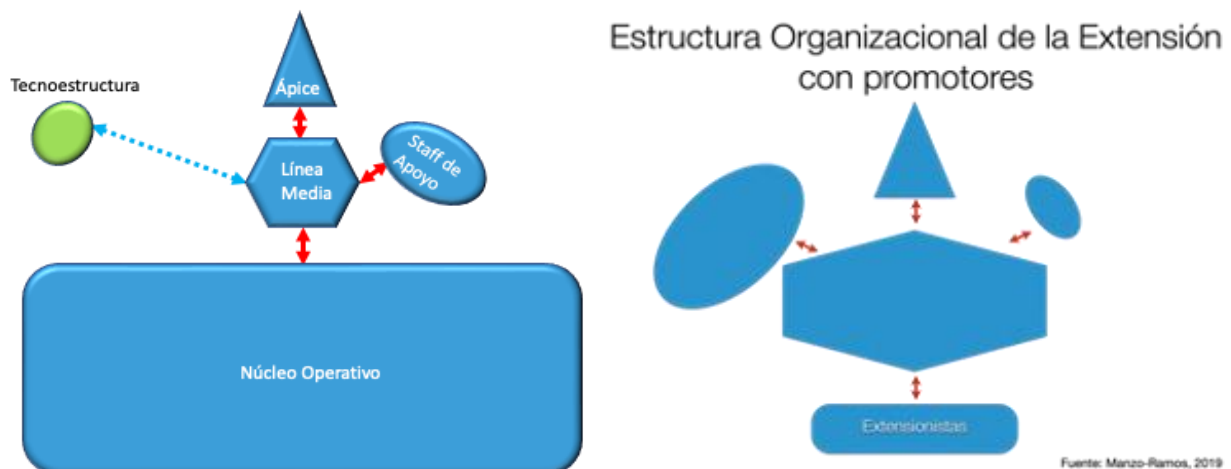 Tecnoestructura
Ápice
Línea
Media
Staff de
Apoyo
Núcleo Operativo
Estructura Organizacional de la Extensión
con promotores
Extensionistas
Fuente: Manzo-Ramos, 2019